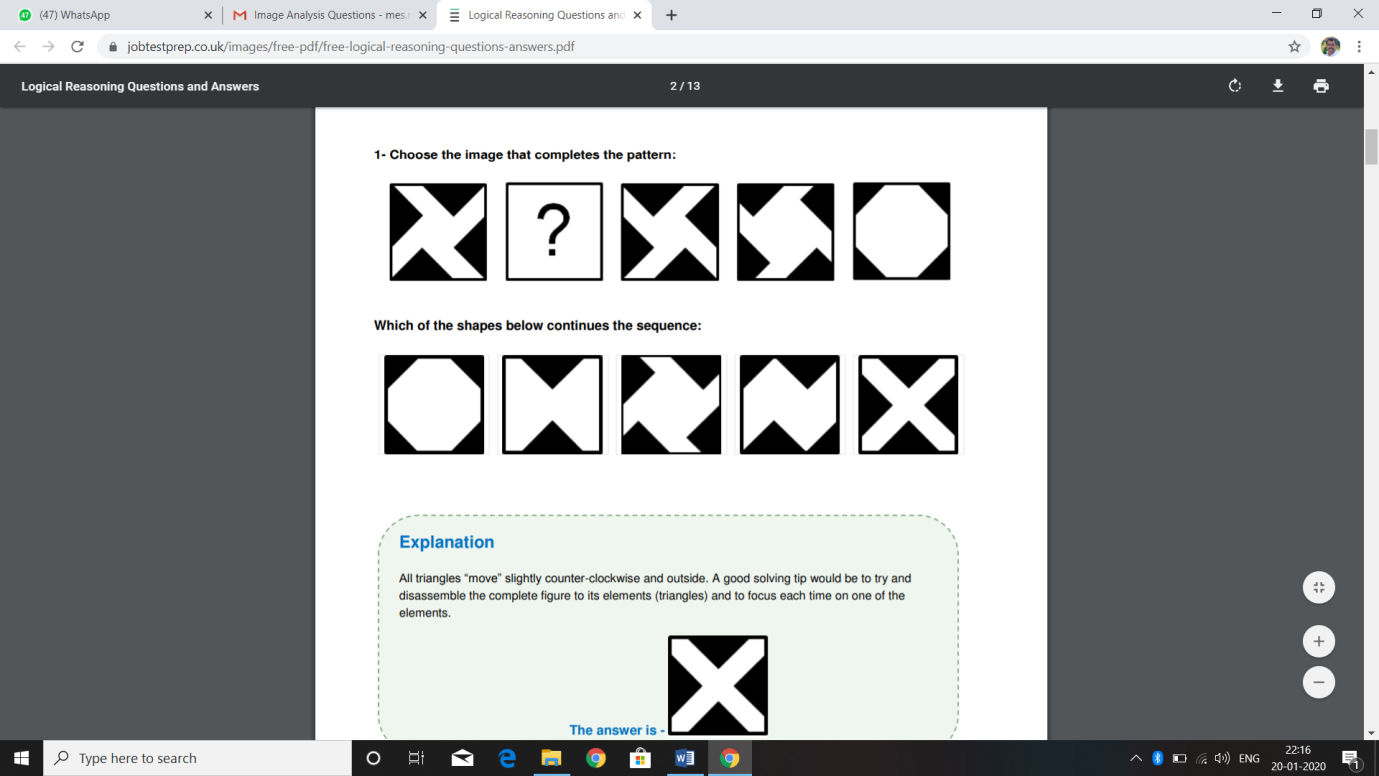 (47) WhatsApp
Image Analysis Questions - mes.r
Logical Reasoning Questions and
jobtestprep.co.uk/images/free-pdf/free-logical-reasoning-questions-answers.pdf
Logical Reasoning Questions and Answers
2 / 13
1- Choose the image that completes the pattern:
?
Which of the shapes below continues the sequence:
Explanation
All triangles “move” slightly counter-clockwise and outside. A good solving tip would be to try and
disassemble the complete figure to its elements (triangles) and to focus each time on one of the
elements.
The answer is -
Type here to search
ENG
22:16
20-01-2020
1